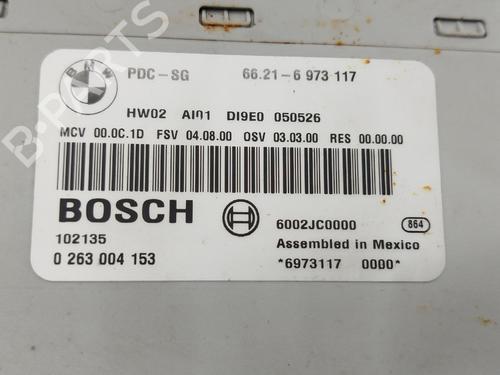 BMW
PDC-SG 66.21-6 973 117
HW02 AI01 DI9E0 050526
MCV 00.0C.1D FSV 04.08.00 OSV 03.03.00 RES 00.00.00
BOSCH
6002JC0000 864
102135 Assembled in Mexico
0 263 004 153 *6973117 0000*
B-PARTS